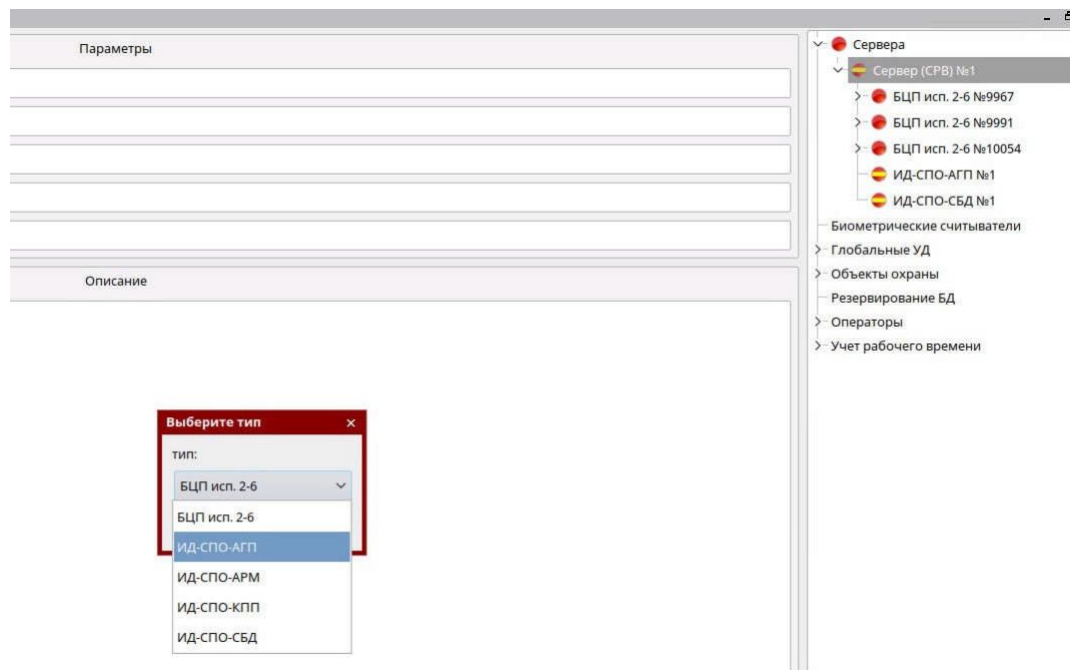 Параметры
Описание
Выберите тип
тип:
БЦП исп. 2-6
БЦП исп. 2-6
ИД-СПО-АГП
ИД-СПО-АРМ
ИД-СПО-КПП
ИД-СПО-СБД
Сервера
Сервер (СРВ) №1
БЦП исп. 2-6 №9967
БЦП исп. 2-6 №9991
БЦП исп. 2-6 №10054
ИД-СПО-АГП №1
ИД-СПО-СБД №1
Биометрические считыватели
Глобальные УД
Объекты охраны
Резервирование БД
Операторы
Учет рабочего времени